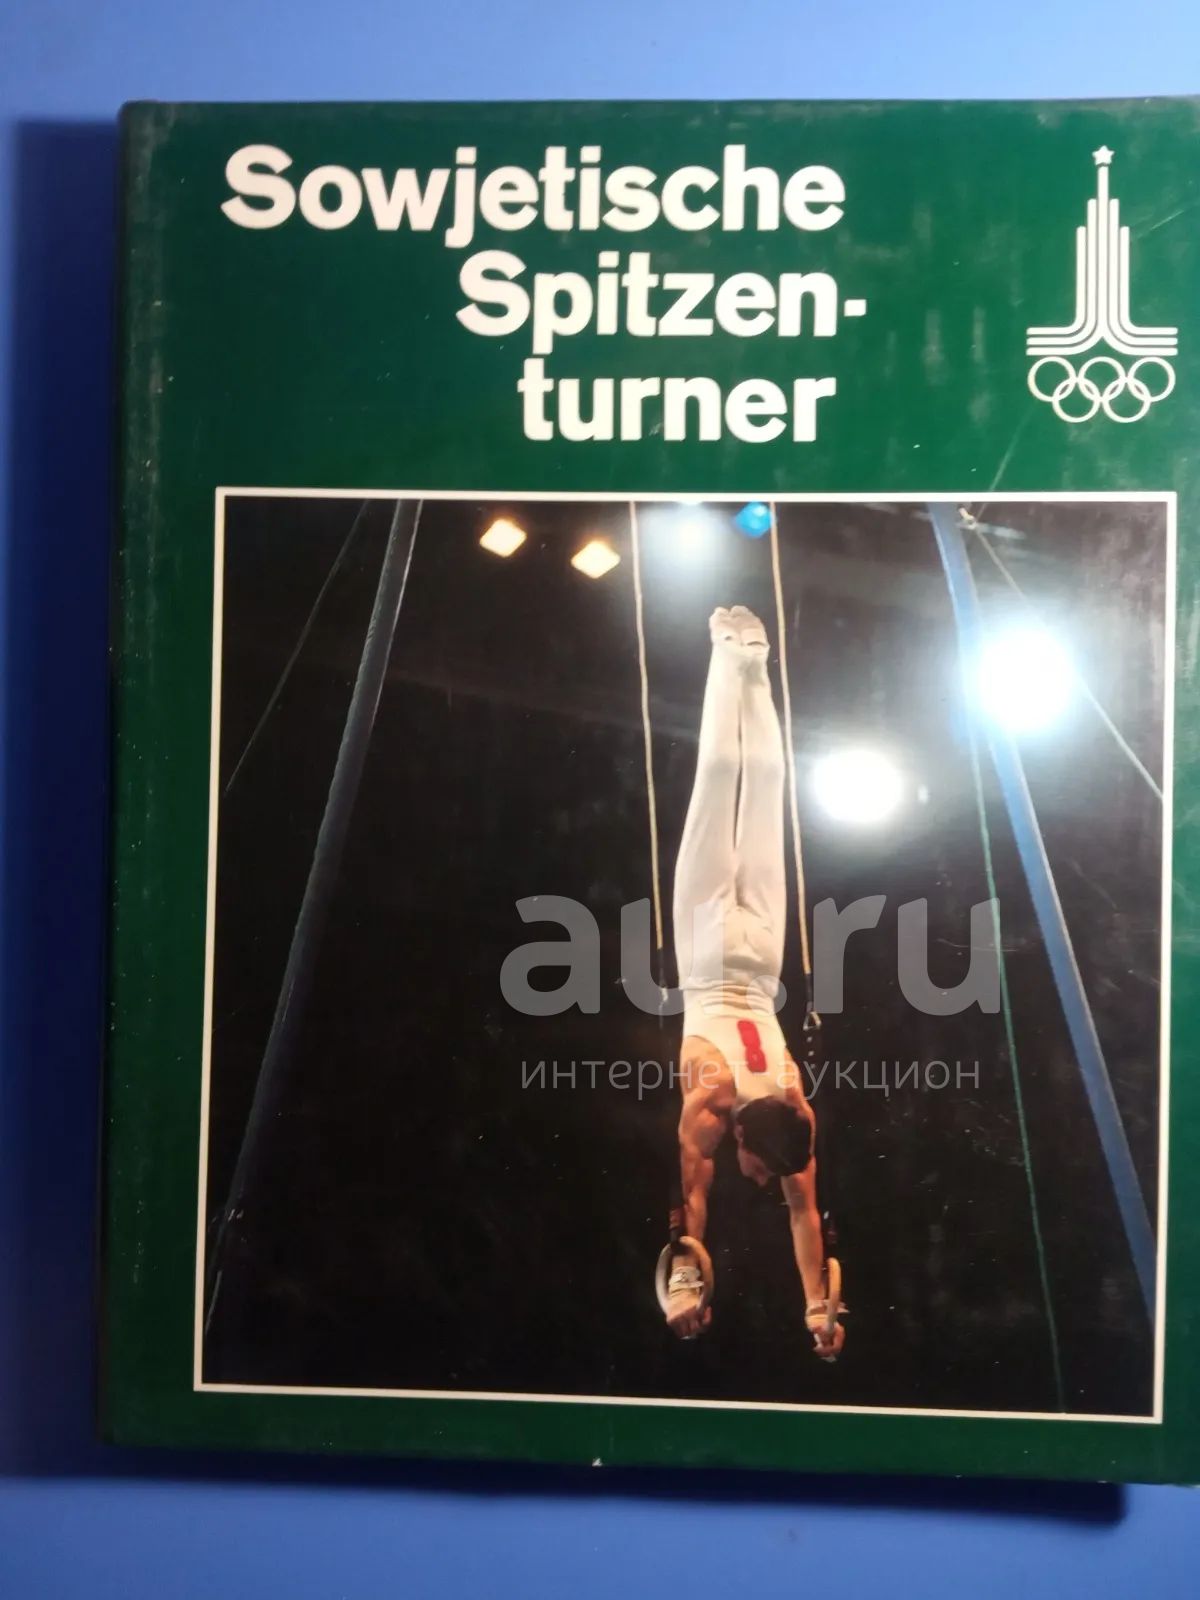 Sowjetische
Spitzen-
turner
au.ru
интернет-аукцион